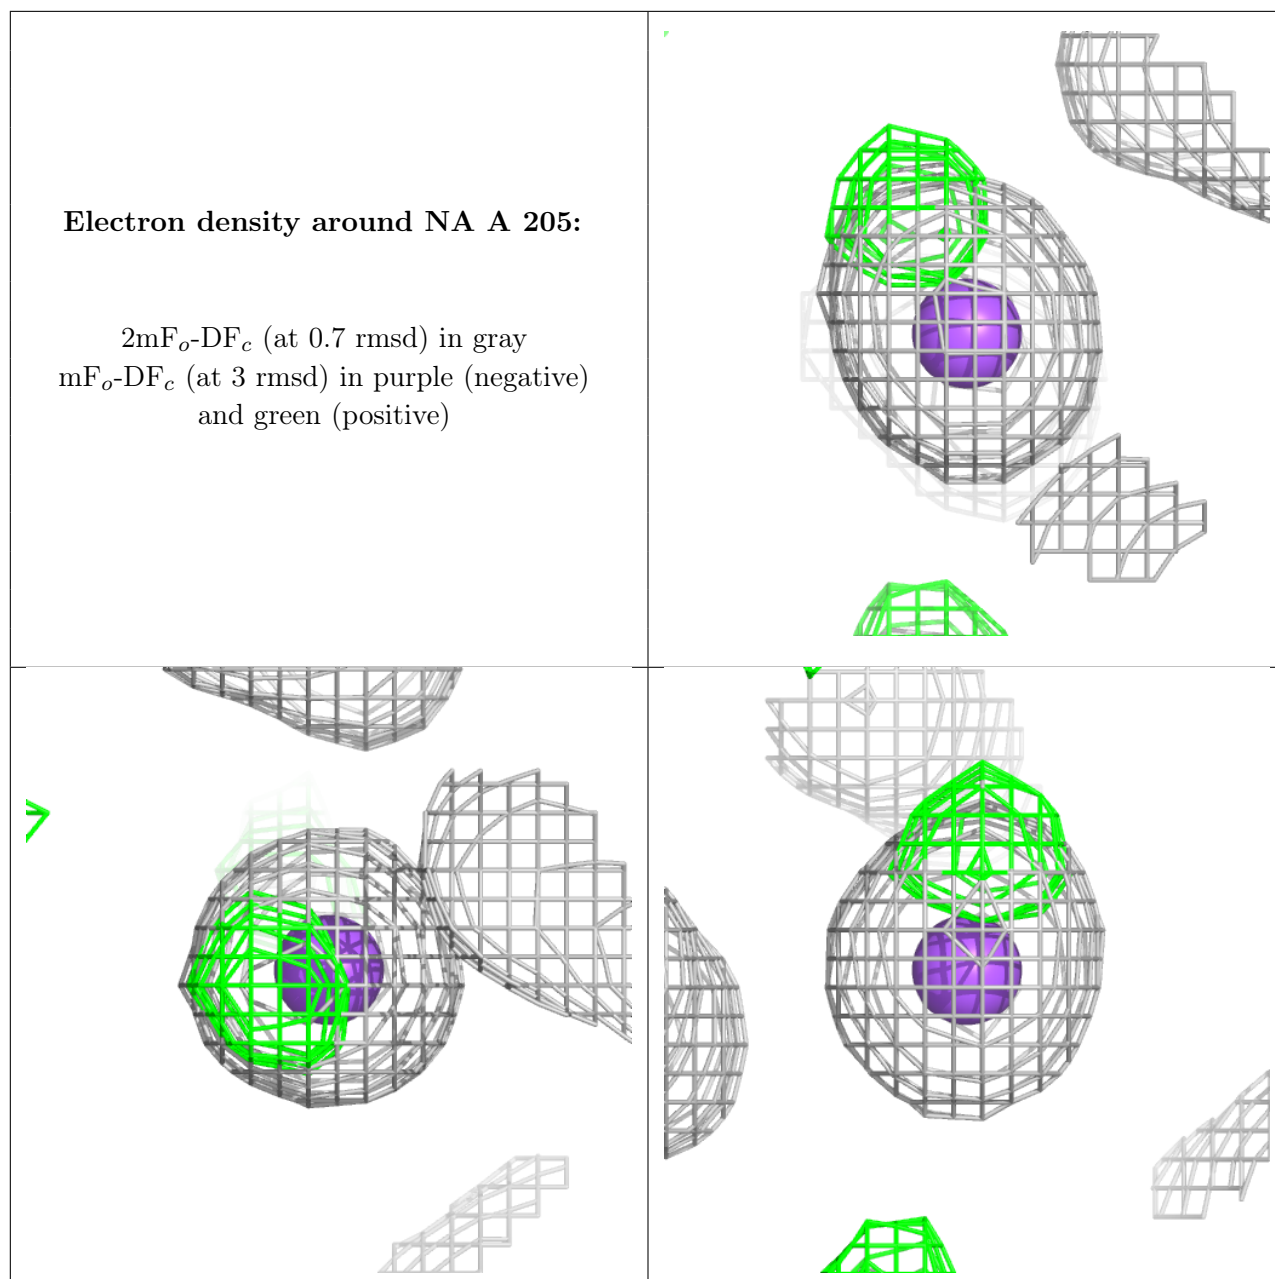 Electron density around NA A 205:
2mFo-DFc (at 0.7 rmsd) in gray
mFo-DFc (at 3 rmsd) in purple (negative)
and green (positive)